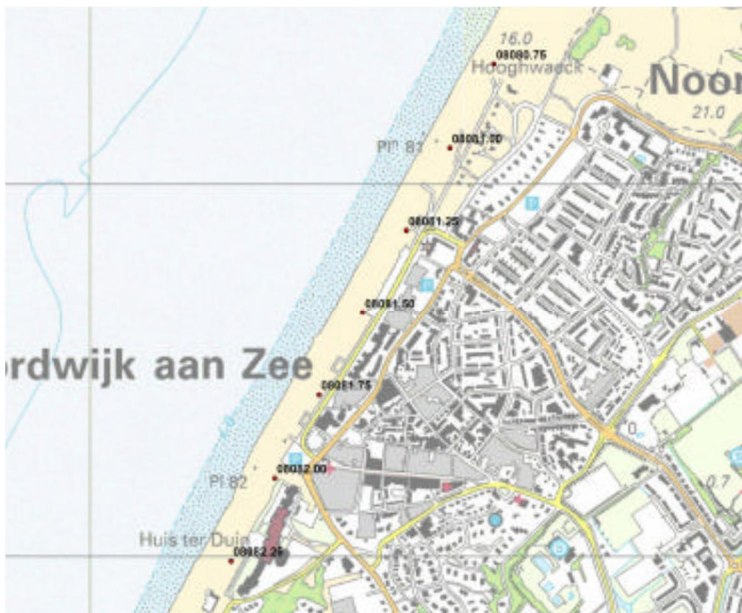 16.0
08080.75
Hooghwaeck
Noor
21.0
Pl 81
08081.00
P
08081.25
P
08081.50
ordwijk aan Zee
08081.75
0
P
08082.00
Pl 82
0.7
Huis ter Duin
08082.25